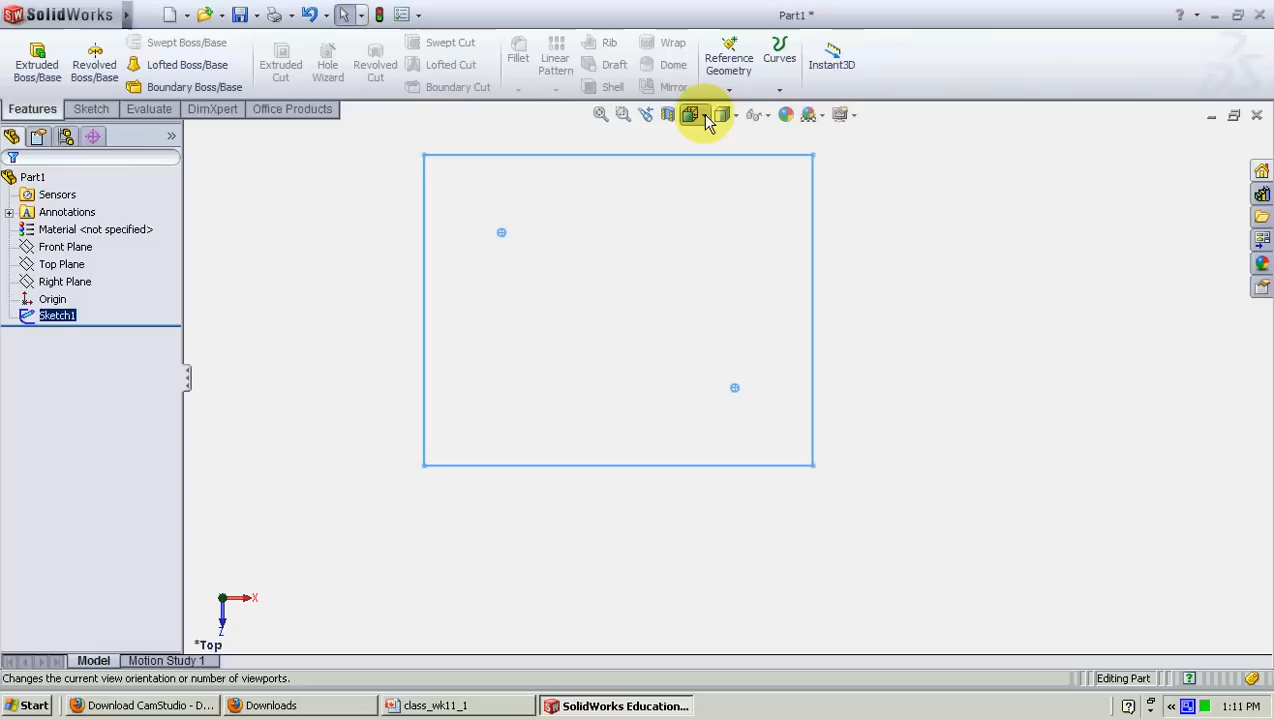 SolidWorks
Part1 *
Extruded Boss/Base
Revolved Boss/Base
Swept Boss/Base
Lofted Boss/Base
Boundary Boss/Base
Extruded Cut
Hole Wizard
Revolved Cut
Swept Cut
Lofted Cut
Boundary Cut
Fillet
Linear Pattern
Rib
Draft
Shell
Wrap
Dome
Mirror
Reference Geometry
Curves
Instant3D
Features
Sketch
Evaluate
DimXpert
Office Products
Part1
Sensors
Annotations
Material <not specified>
Front Plane
Top Plane
Right Plane
Origin
Sketch1
X
Z
*Top
Model
Motion Study 1
Changes the current view orientation or number of viewports.
Editing Part
Start
Download CamStudio - D...
Downloads
class_wk11_1
SolidWorks Education...
1:11 PM